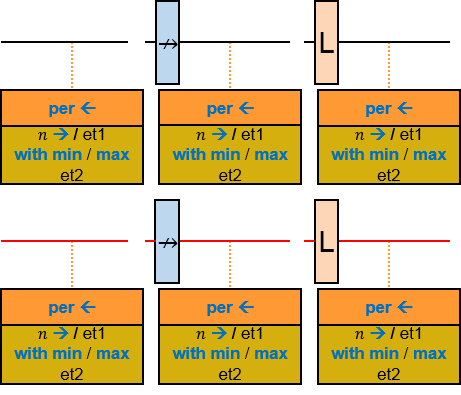 ↛ L
per ← per ← per ←
𝑛 → / et1 𝑛 → / et1 𝑛 → / et1
with min / max with min / max with min / max
et2 et2 et2
↛ L
per ← per ← per ←
𝑛 → / et1 𝑛 → / et1 𝑛 → / et1
with min / max with min / max with min / max
et2 et2 et2